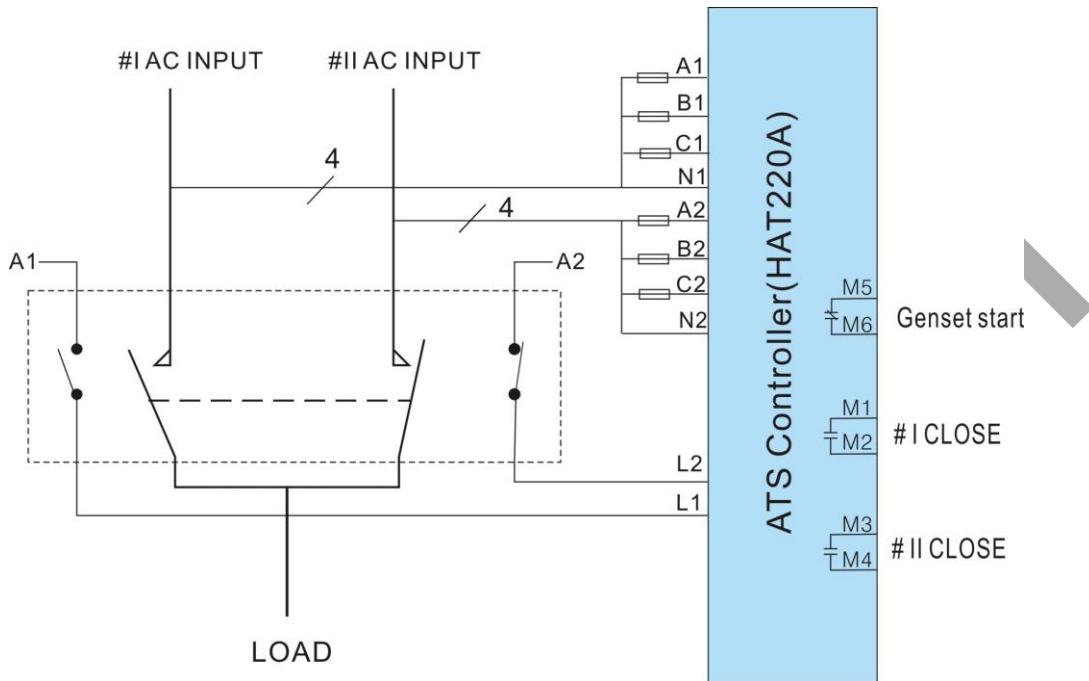 #I AC INPUT
#II AC INPUT
A1
B1
C1
4
N1
A2
4
B2
A1
A2
C2
N2
M5
M6
Genset start
M1
M2
# I CLOSE
L2
L1
M3
M4
# II CLOSE
ATS Controller(HAT220A)
LOAD